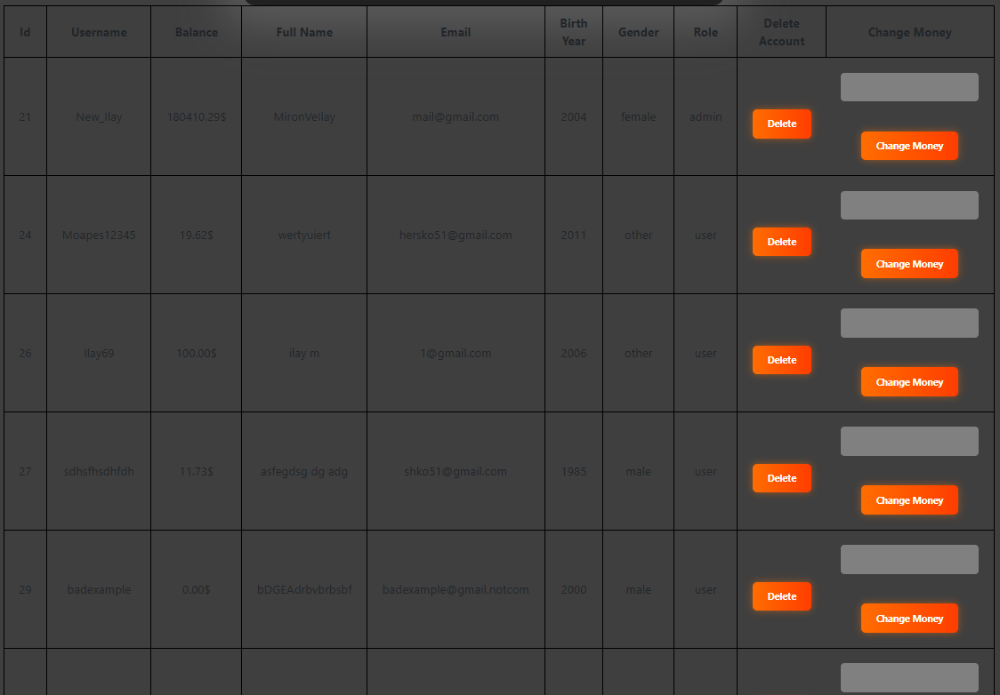 Id Username Balance Full Name Email Birth Year Gender Role Delete Account Change Money
21 New_Ilay 180410.29$ MironVeIlay mail@gmail.com 2004 female admin Delete Change Money
24 Moapes12345 19.62$ wertyuiert hersko51@gmail.com 2011 other user Delete Change Money
26 Ilay69 100.00$ ilay m 1@gmail.com 2006 other user Delete Change Money
27 sdhsfhsdhfdh 11.73$ asfegdsg dg adg shko51@gmail.com 1985 male user Delete Change Money
29 badexample 0.00$ bDGEAdrbvbrbsbf badexample@gmail.notcom 2000 male user Delete Change Money